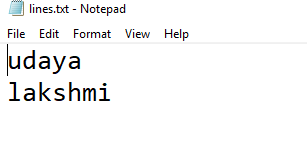 lines.txt - Notepad
File Edit Format View Help
udaya
lakshmi